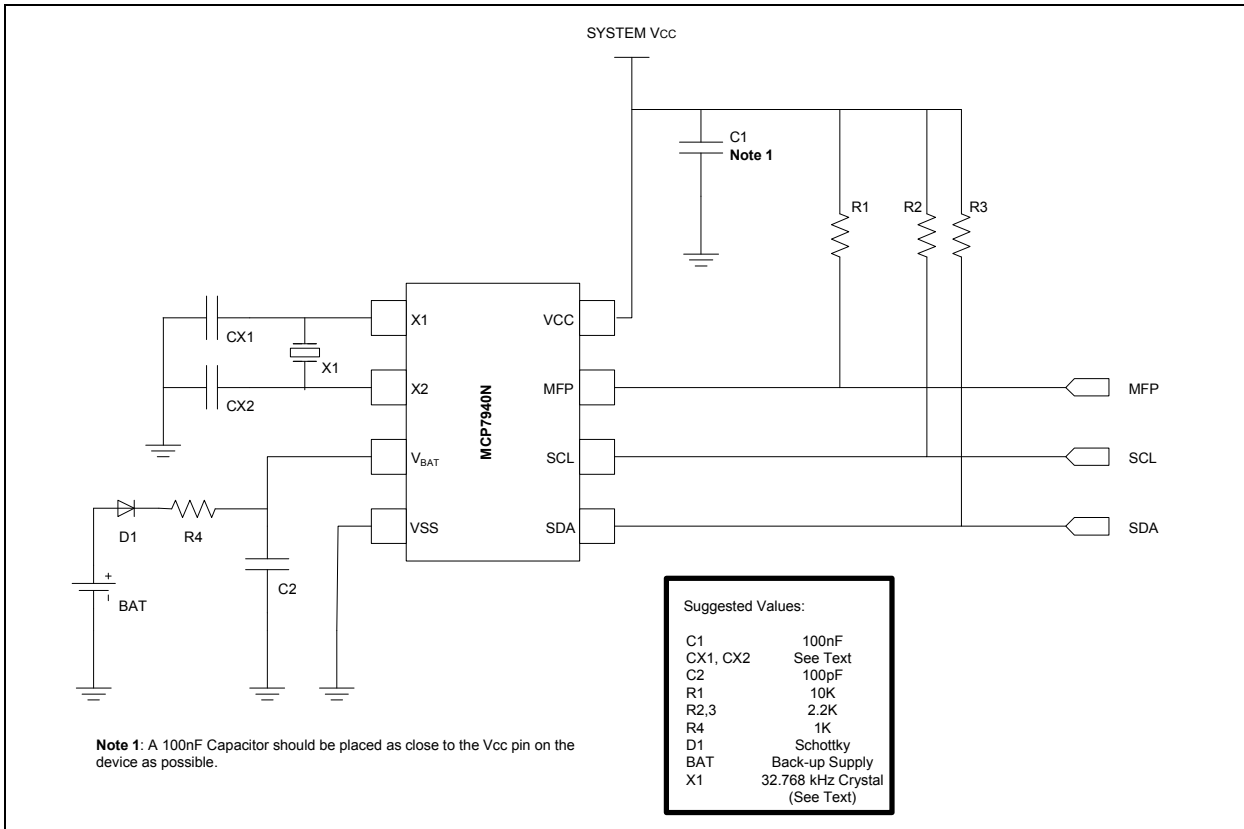 SYSTEM VCC
C1
Note 1
R1
R2
R3
CX1
X1
CX2
X1
X2
VBAT
VSS
MCP7940N
VCC
MFP
SCL
SDA
MFP
SCL
SDA
D1
R4
C2
+
-
BAT
Suggested Values:
C1 100nF
CX1, CX2 See Text
C2 100pF
R1 10K
R2,3 2.2K
R4 1K
D1 Schottky
BAT Back-up Supply
X1 32.768 kHz Crystal
(See Text)
Note 1: A 100nF Capacitor should be placed as close to the Vcc pin on the
device as possible.